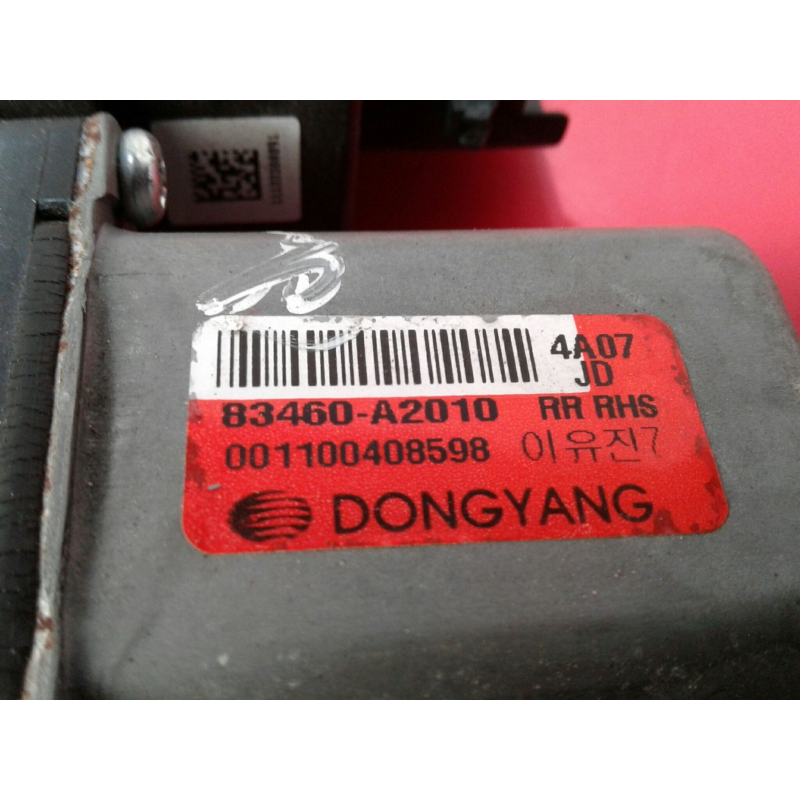 4A07
JD
83460-A2010 RR RHS
001100408598 이유진7
DONGYANG